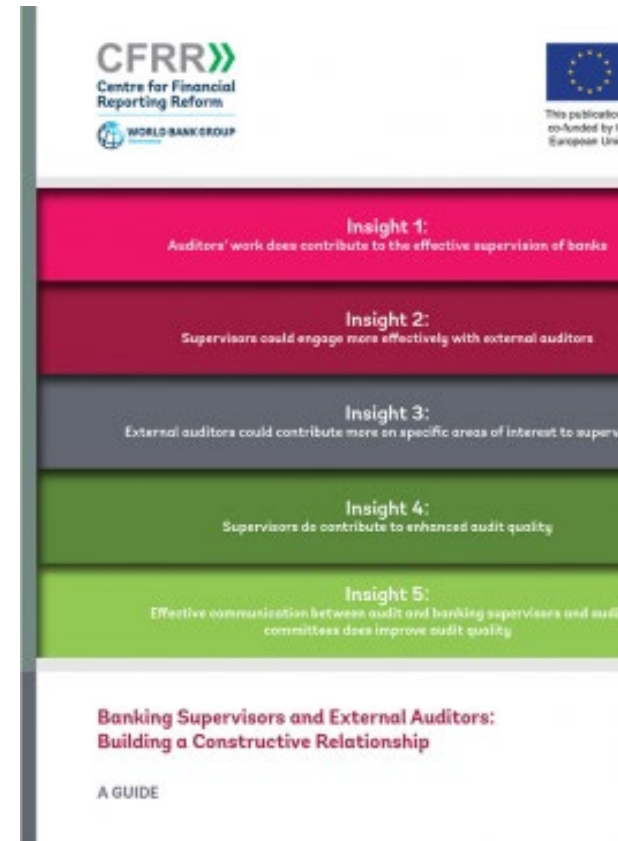 CFRR
Centre for Financial
Reporting Reform
WORLD BANK GROUP
Governance
This publication
co-funded by
European
Insight 1:
Auditors' work does contribute to the effective supervision of banks
Insight 2:
Supervisors could engage more effectively with external auditors
Insight 3:
External auditors could contribute more on specific areas of interest to
Insight 4:
Supervisors do contribute to enhanced audit quality
Insight 5:
Effective communication between audit and banking supervisors and
committees does improve audit quality
Banking Supervisors and External Auditors:
Building a Constructive Relationship
A GUIDE